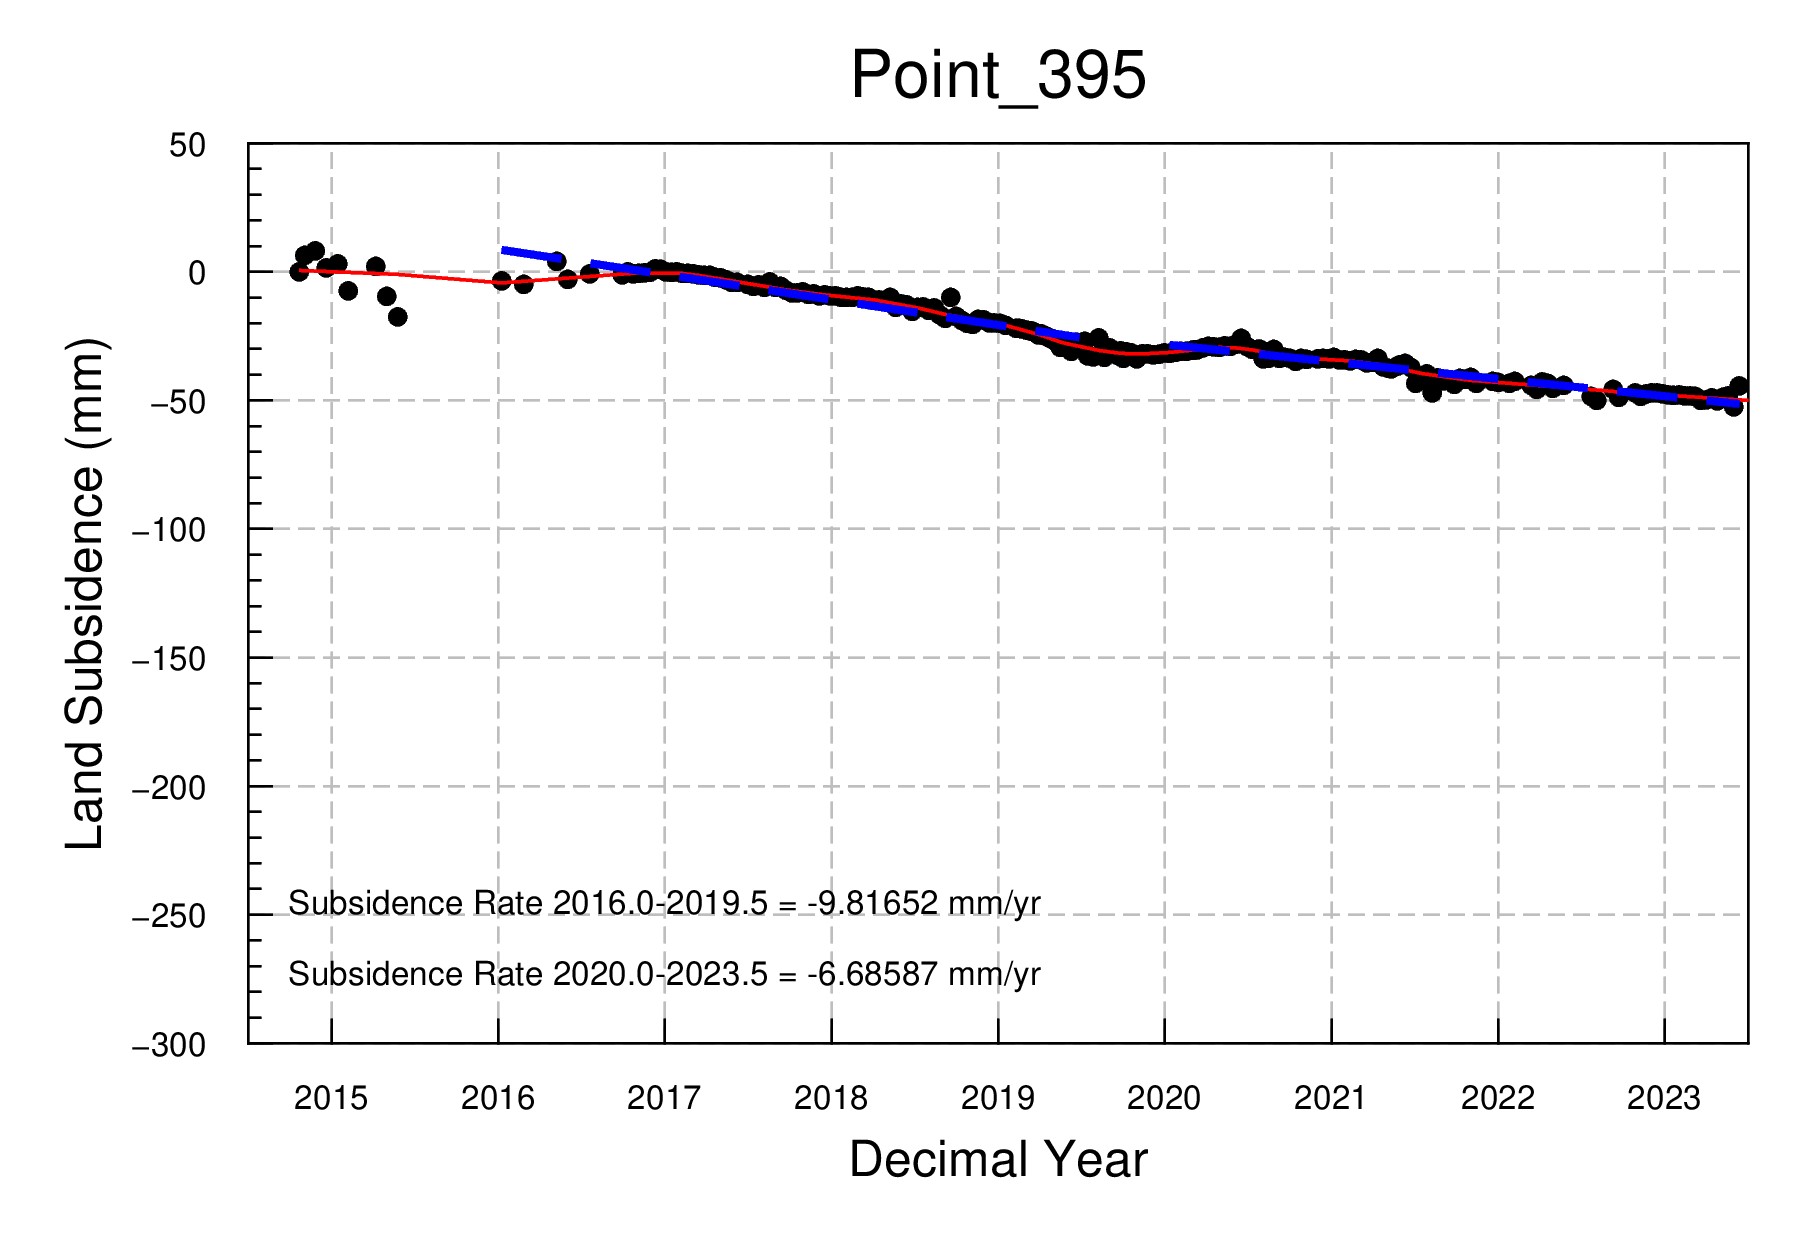 Point_395
50
0
−50
−100
−150
−200
−250
−300
Land Subsidence (mm)
Subsidence Rate 2016.0-2019.5 = -9.81652 mm/yr
Subsidence Rate 2020.0-2023.5 = -6.68587 mm/yr
2015 2016 2017 2018 2019 2020 2021 2022 2023
Decimal Year